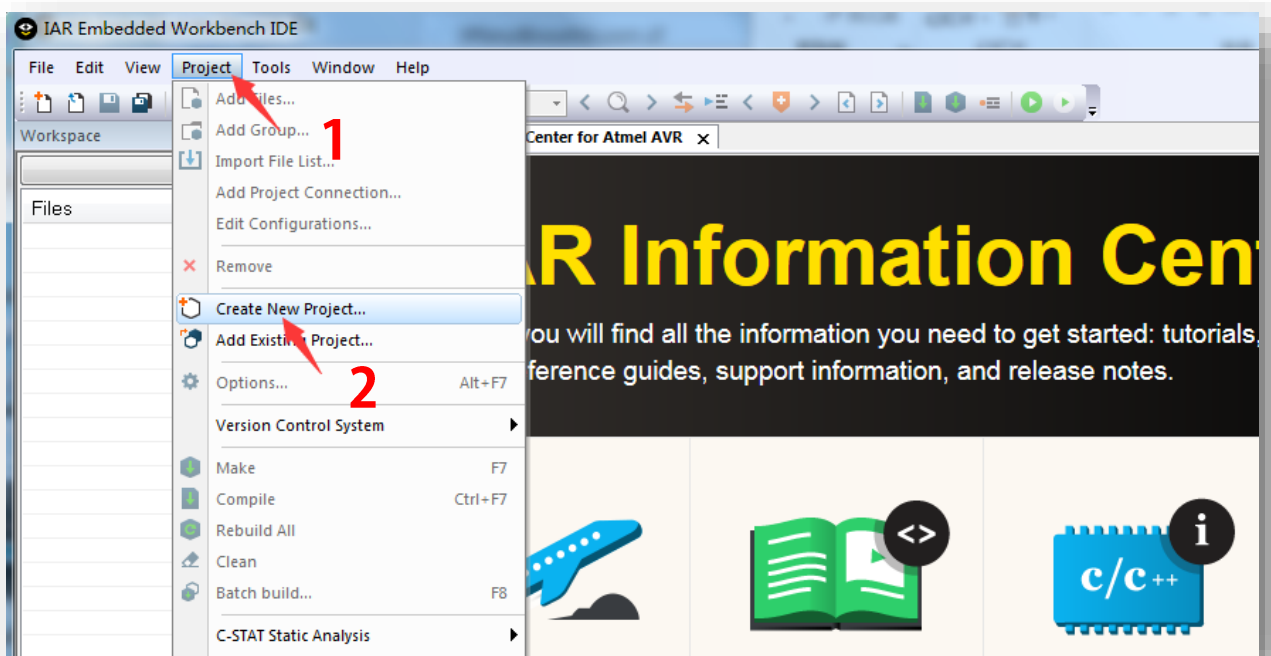 IAR Embedded Workbench IDE
File Edit View Project Tools Window Help
Add Files...
Workspace
Center for Atmel AVR
Add Group...
1
Import File List...
Add Project Connection...
Files
Edit Configurations...
AR Information Cen
Remove
Create New Project...
you will find all the information you need to get started: tutorials,
Add Existing Project...
ference guides, support information, and release notes.
Options... Alt+F7
2
Version Control System
Make F7
Compile Ctrl+F7
Rebuild All
Clean
Batch build... F8
C-STAT Static Analysis
<>
i
c/c++